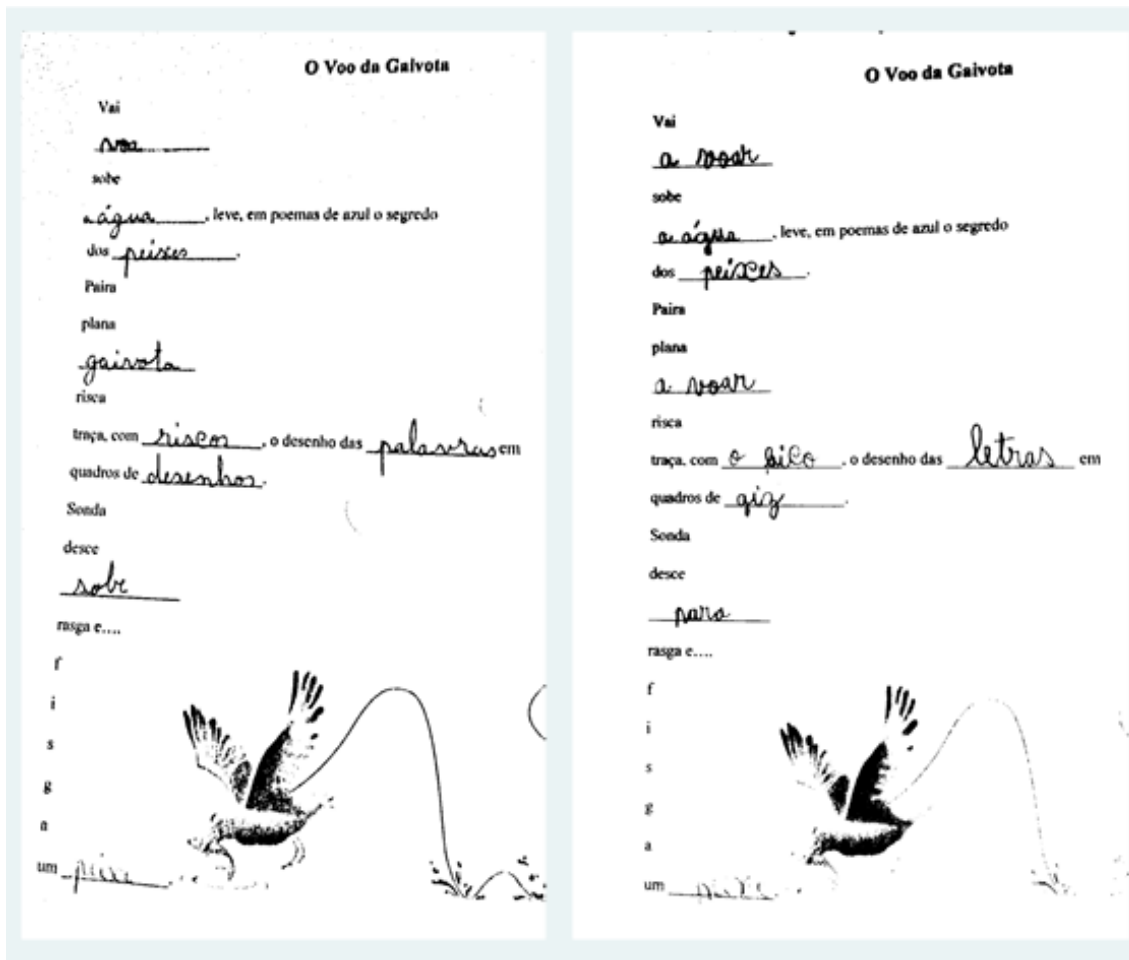 O Voo da Gaivota
Vai
voa
sobe
a água, leve, em poemas de azul o segredo
dos peixes.
Paira
plana
gaivota
risca
traça, com riscos, o desenho das palavras em
quadros de desenhos.
Sonda
desce
sobe
rasga e....
f
i
s
g
a
um
O Voo da Gaivota
Vai
a voar
sobe
a água, leve, em poemas de azul o segredo
dos peixes.
Paira
plana
a voar
risca
traça, com o bico, o desenho das letras em
quadros de giz.
Sonda
desce
para
rasga e....
f
i
s
g
a
um